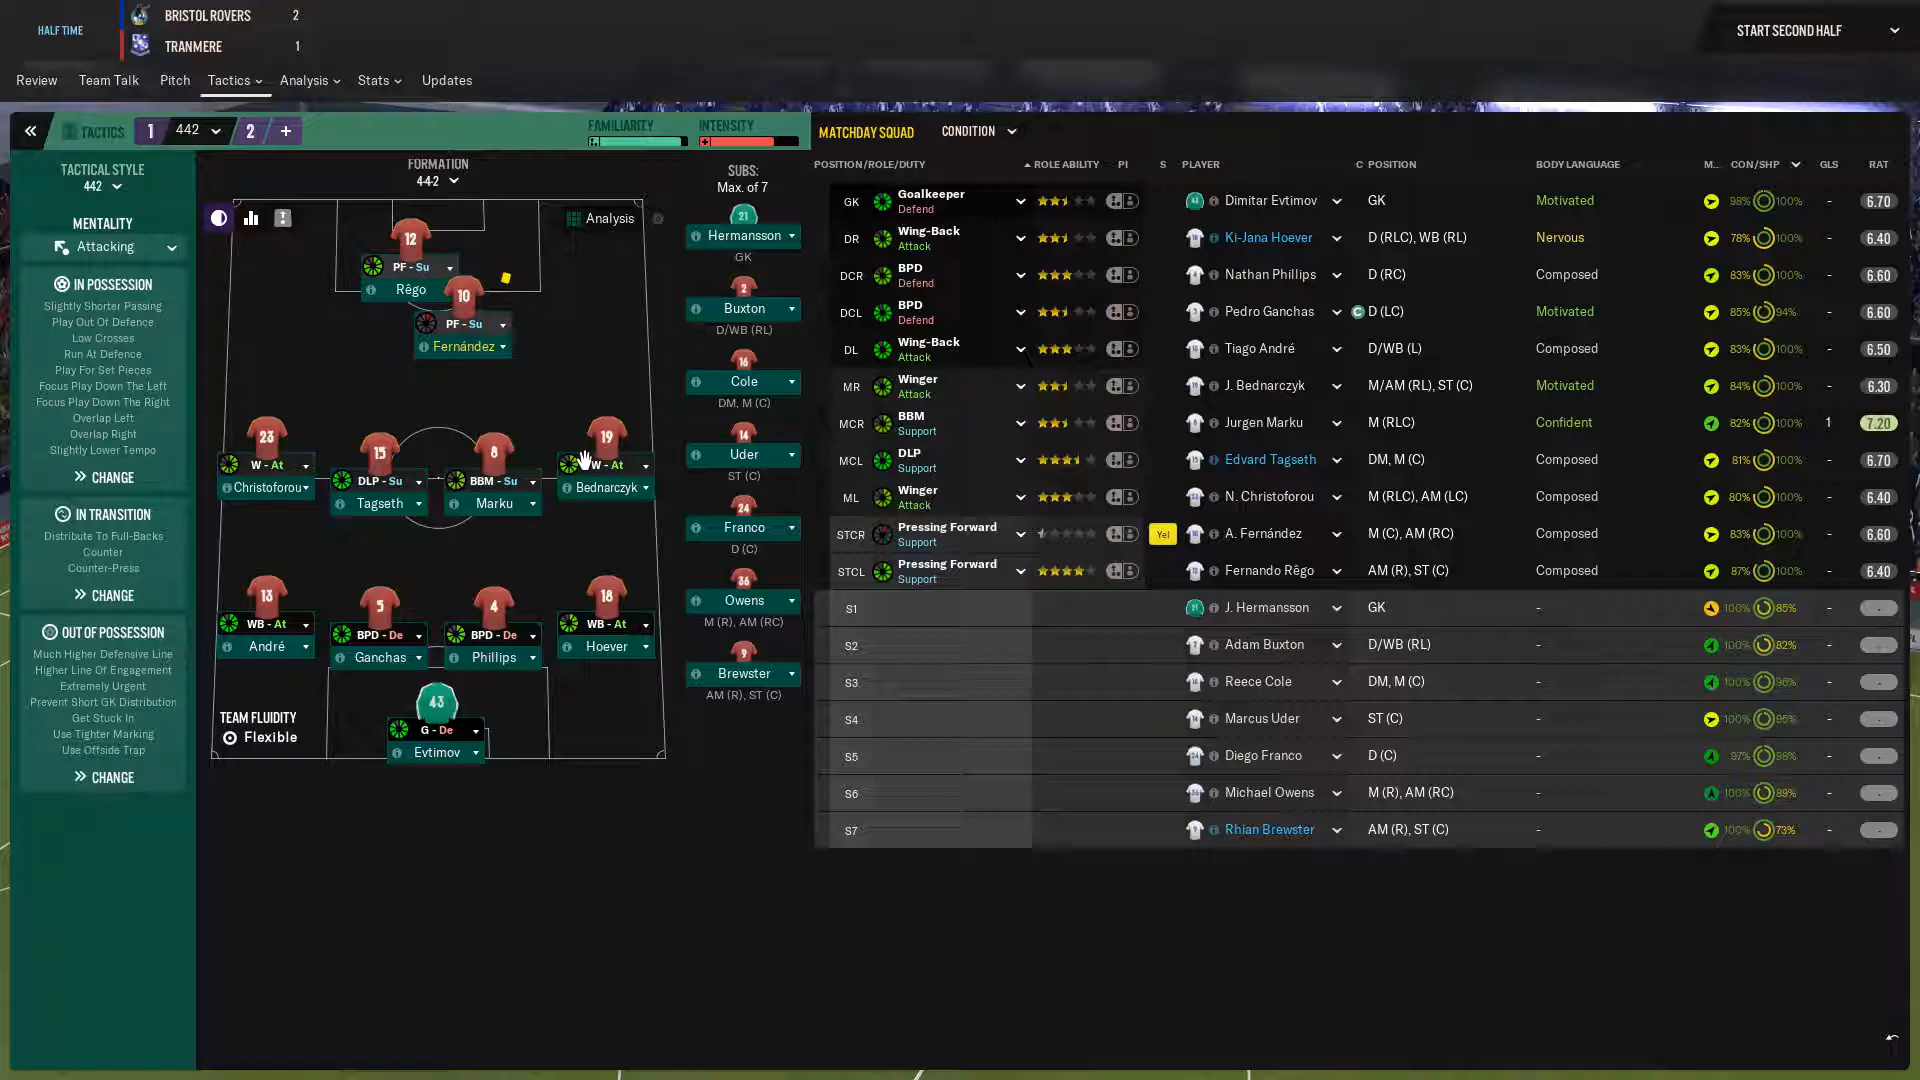 HALF TIME
BRISTOL ROVERS 2
TRANMERE 1
START SECOND HALF
Review Team Talk Pitch Tactics Analysis Stats Updates
TACTICS 1 442 2 +
FAMILIARITY INTENSITY
TACTICAL STYLE
442
MENTALITY
Attacking
IN POSSESSION
Slightly Shorter Passing
Play Out Of Defence
Low Crosses
Run At Defence
Play For Set Pieces
Focus Play Down The Left
Focus Play Down The Right
Overlap Left
Overlap Right
Slightly Lower Tempo
CHANGE
IN TRANSITION
Distribute To Full-Backs
Counter
Counter-Press
CHANGE
OUT OF POSSESSION
Much Higher Defensive Line
Higher Line Of Engagement
Extremely Urgent
Prevent Short GK Distribution
Get Stuck In
Use Tighter Marking
Use Offside Trap
CHANGE
FORMATION
4-4-2
Analysis
12
PF - Su
Rêgo
10
PF - Su
Fernández
23
W - At
Christoforou
15
DLP - Su
Tagseth
8
BBM - Su
Marku
19
W - At
Bednarczyk
13
WB - At
André
5
BPD - De
Ganchas
4
BPD - De
Phillips
18
WB - At
Hoever
43
G - De
Evtimov
TEAM FLUIDITY
Flexible
SUBS:
Max. of 7
21
Hermansson
GK
2
Buxton
D/WB (RL)
16
Cole
DM, M (C)
14
Uder
ST (C)
24
Franco
D (C)
36
Owens
M (R), AM (RC)
9
Brewster
AM (R), ST (C)
MATCHDAY SQUAD CONDITION
POSITION/ROLE/DUTY ROLE ABILITY PI S PLAYER C POSITION BODY LANGUAGE M... CON/SHP GLS RAT
GK Goalkeeper Defend Dimitar Evtimov GK Motivated 98% 100% - 6.70
DR Wing-Back Attack Ki-Jana Hoever D (RLC), WB (RL) Nervous 78% 100% - 6.40
DCR BPD Defend Nathan Phillips D (RC) Composed 83% 100% - 6.60
DCL BPD Defend Pedro Ganchas C D (LC) Motivated 85% 94% - 6.60
DL Wing-Back Attack Tiago André D/WB (L) Composed 83% 100% - 6.50
MR Winger Attack J. Bednarczyk M/AM (RL), ST (C) Motivated 84% 100% - 6.30
MCR BBM Support Jurgen Marku M (RLC) Confident 82% 100% 1 7.20
MCL DLP Support Edvard Tagseth DM, M (C) Composed 81% 100% - 6.70
ML Winger Attack N. Christoforou M (RLC), AM (LC) Composed 80% 100% - 6.40
STCR Pressing Forward Support Yel A. Fernández M (C), AM (RC) Composed 83% 100% - 6.60
STCL Pressing Forward Support Fernando Rêgo AM (R), ST (C) Composed 87% 100% - 6.40
S1 J. Hermansson GK - 100% 85% - -
S2 Adam Buxton D/WB (RL) - 100% 82% - -
S3 Reece Cole DM, M (C) - 100% 96% - -
S4 Marcus Uder ST (C) - 100% 95% - -
S5 Diego Franco D (C) - 97% 98% - -
S6 Michael Owens M (R), AM (RC) - 100% 89% - -
S7 Rhian Brewster AM (R), ST (C) - 100% 73% - -